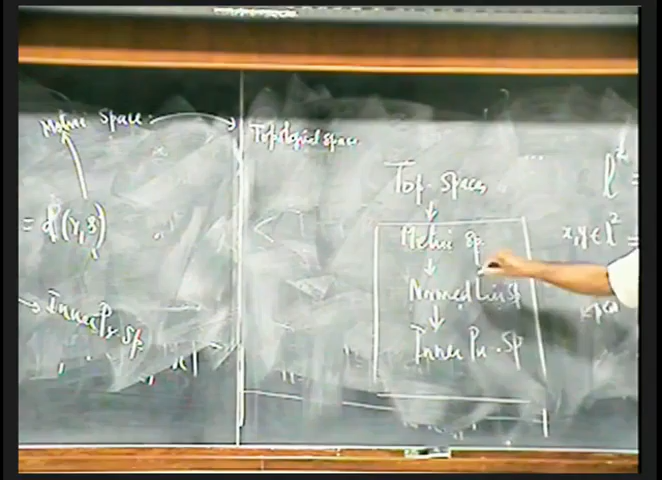 Metric Space
Topological space
= d(x,z)
→ Inner Pr Sp
Top. Spaces
↓
Metric Sp
↓
Normed Lin Sp
↓
Inner Pr. Sp
x, y ∈ l² =